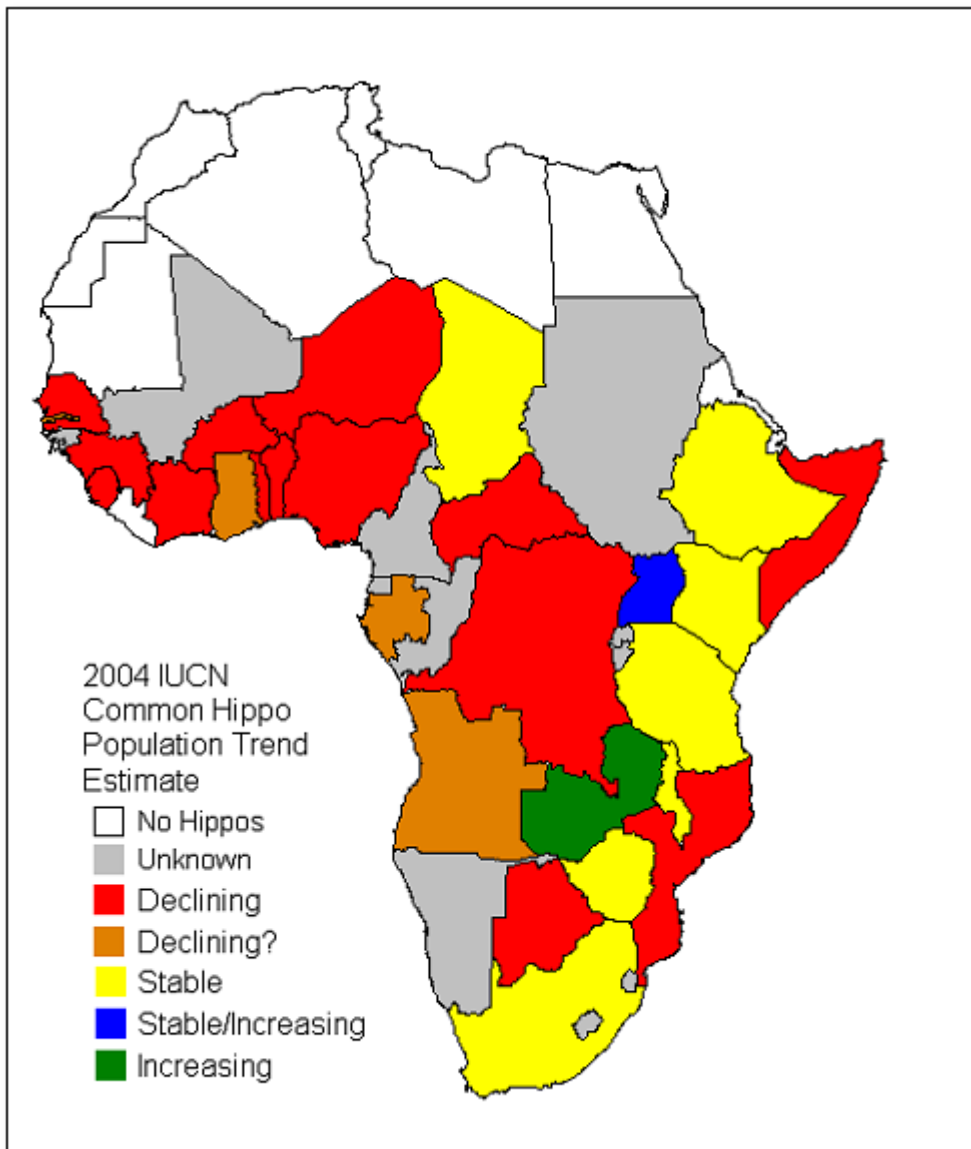 2004 IUCN
Common Hippo
Population Trend
Estimate
No Hippos
Unknown
Declining
Declining?
Stable
Stable/Increasing
Increasing